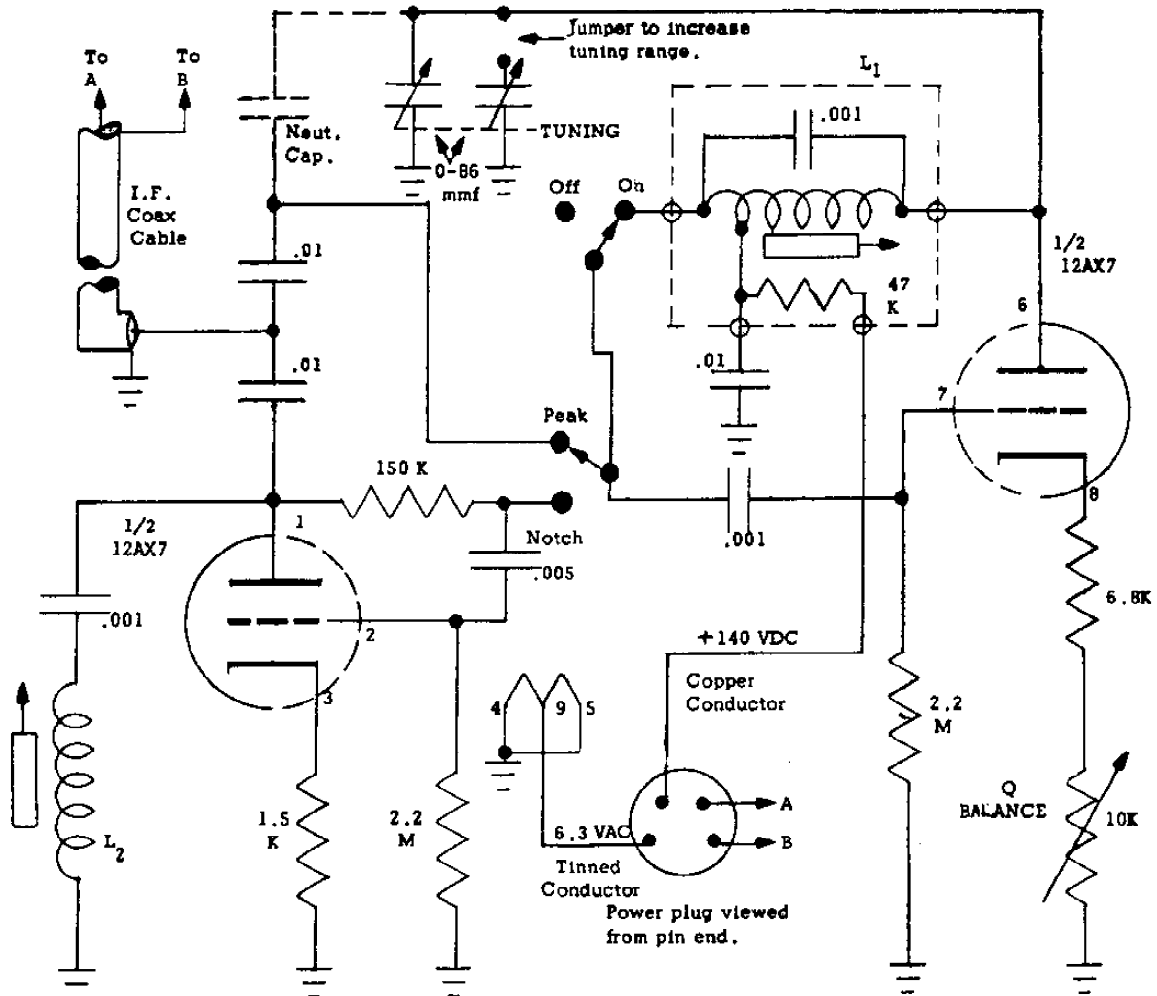 To
A
To
B
Jumper to increase
tuning range.
L1
.001
Neut.
Cap.
TUNING
0-86
mmf
I.F.
Coax
Cable
Off
On
1/2
12AX7
.01
47
K
6
.01
.01
7
Peak
150 K
8
1
1/2
12AX7
Notch
.001
.005
.001
6.8K
2
+140 VDC
3
Copper
Conductor
4
9
5
2.2
M
Q
BALANCE
10K
A
1.5
K
2.2
M
6.3 VAC
B
L2
Tinned
Conductor
Power plug viewed
from pin end.